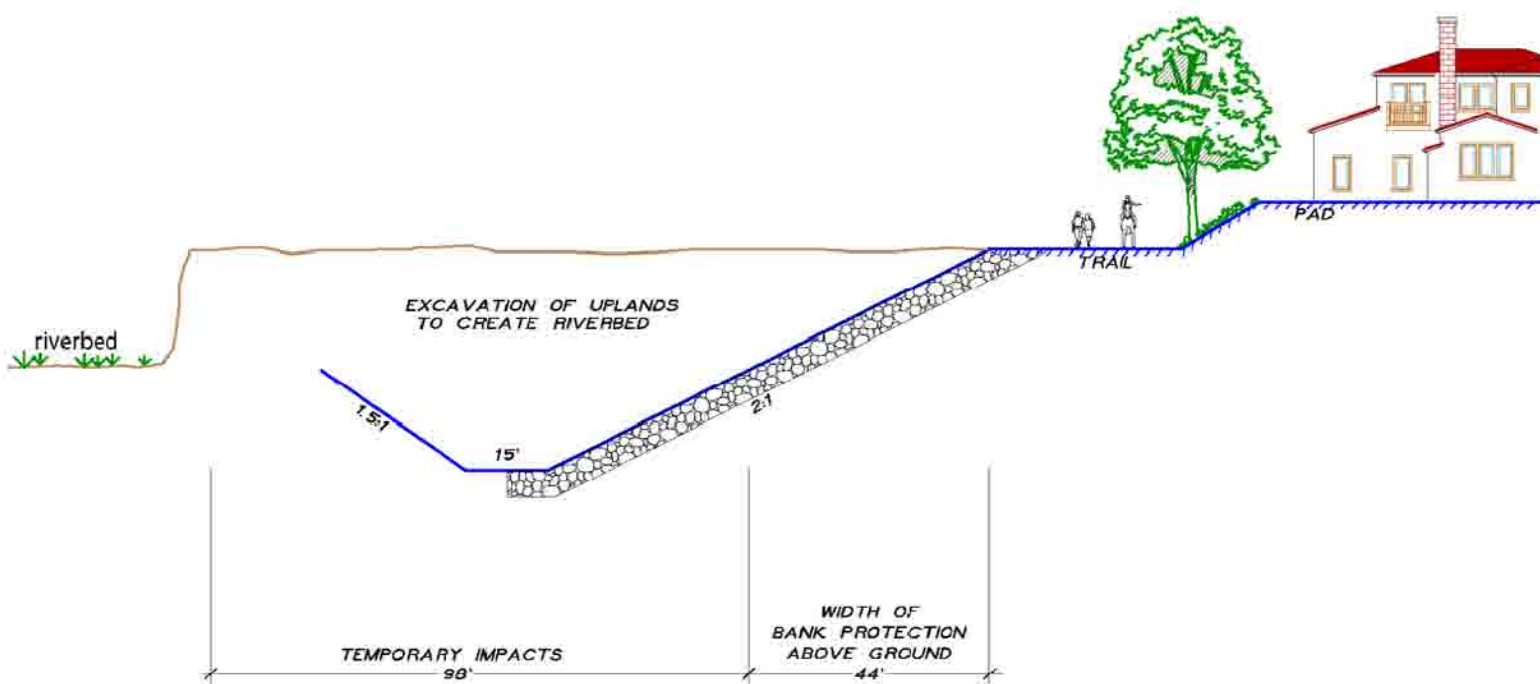 PAD
TRAIL
EXCAVATION OF UPLANDS
TO CREATE RIVERBED
riverbed
1.5:1
2:1
15'
WIDTH OF
BANK PROTECTION
ABOVE GROUND
44'
TEMPORARY IMPACTS
98'